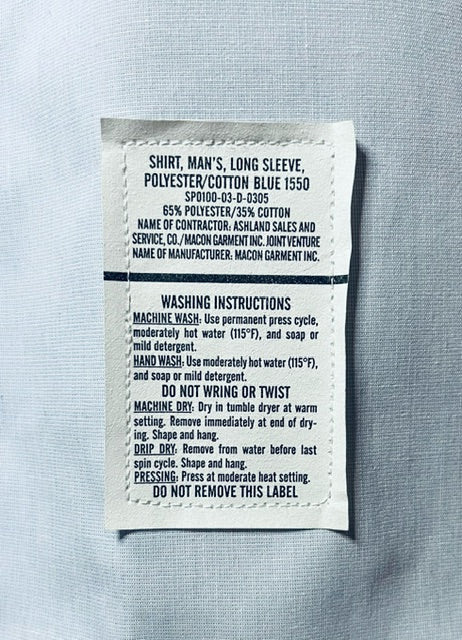 SHIRT, MAN'S, LONG SLEEVE,
POLYESTER/COTTON BLUE 1550
SPO100-03-D-0305
65% POLYESTER/35% COTTON
NAME OF CONTRACTOR: ASHLAND SALES AND
SERVICE, CO./MACON GARMENT INC. JOINT VENTURE
NAME OF MANUFACTURER: MACON GARMENT INC.
WASHING INSTRUCTIONS
MACHINE WASH: Use permanent press cycle,
moderately hot water (115°F), and soap or
mild detergent.
HAND WASH: Use moderately hot water (115°F),
and soap or mild detergent.
DO NOT WRING OR TWIST
MACHINE DRY: Dry in tumble dryer at warm
setting. Remove immediately at end of dry-
ing. Shape and hang.
DRIP DRY: Remove from water before last
spin cycle. Shape and hang.
PRESSING: Press at moderate heat setting.
DO NOT REMOVE THIS LABEL